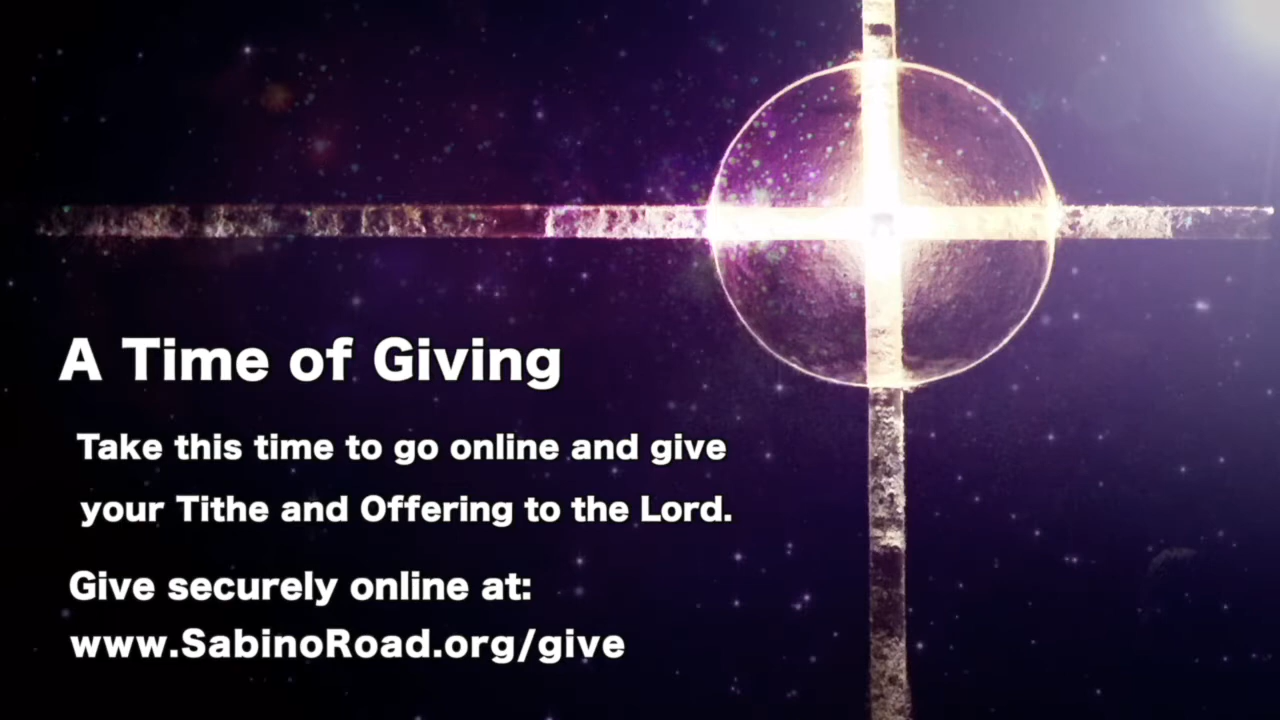 A Time of Giving
Take this time to go online and give
your Tithe and Offering to the Lord.
Give securely online at:
www.SabinoRoad.org/give